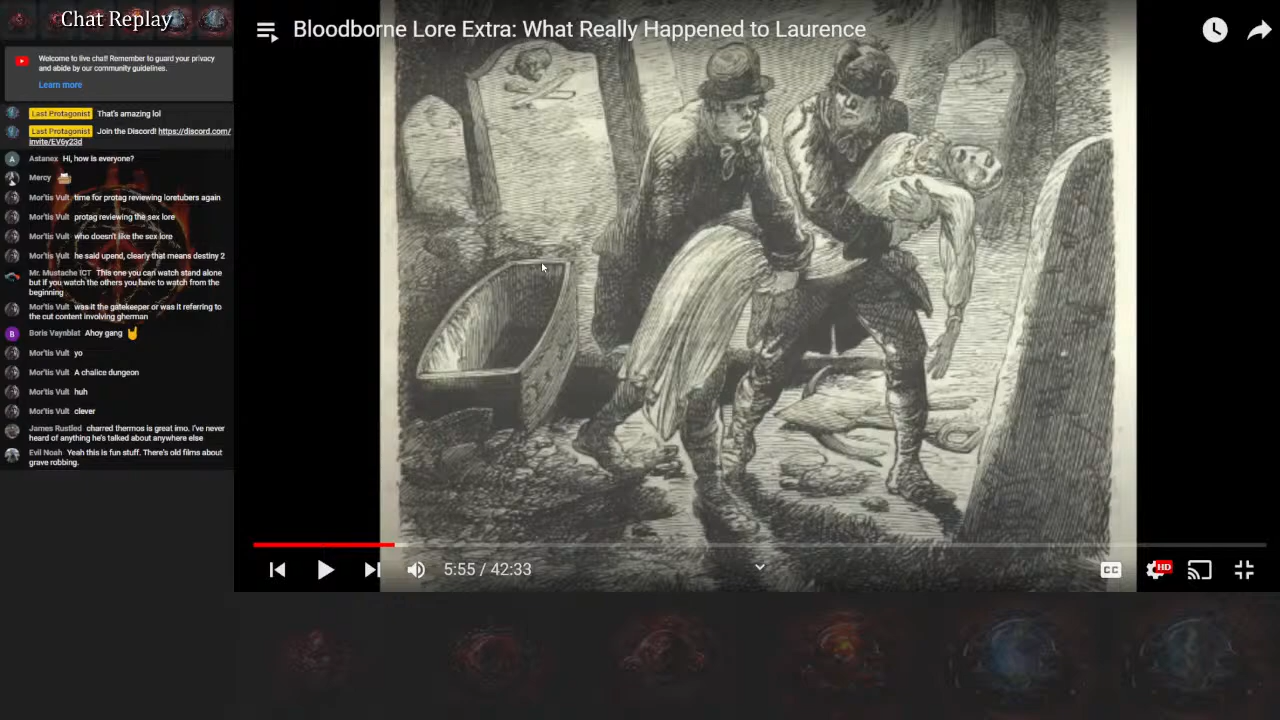 Chat Replay
Welcome to live chat! Remember to guard your privacy
and abide by our community guidelines.
Learn more
Last Protagonist That's amazing lol
Last Protagonist Join the Discord! https://discord.com/
invite/EV6y23d
A Astanex Hi, how is everyone?
Mercy
Mor'tis Vult time for protag reviewing loretubers again
Mor'tis Vult protag reviewing the sex lore
Mor'tis Vult who doesn't like the sex lore
Mor'tis Vult he said upend, clearly that means destiny 2
Mr. Mustache ICT This one you can watch stand alone
but if you watch the others you have to watch from the
beginning
Mor'tis Vult was it the gatekeeper or was it referring to
the cut content involving gherman
B Boris Vaynblat Ahoy gang
Mor'tis Vult yo
Mor'tis Vult A chalice dungeon
Mor'tis Vult huh
Mor'tis Vult clever
James Rustled charred thermos is great imo. I've never
heard of anything he's talked about anywhere else
Evil Noah Yeah this is fun stuff. There's old films about
grave robbing.
Bloodborne Lore Extra: What Really Happened to Laurence
5:55 / 42:33
CC
HD